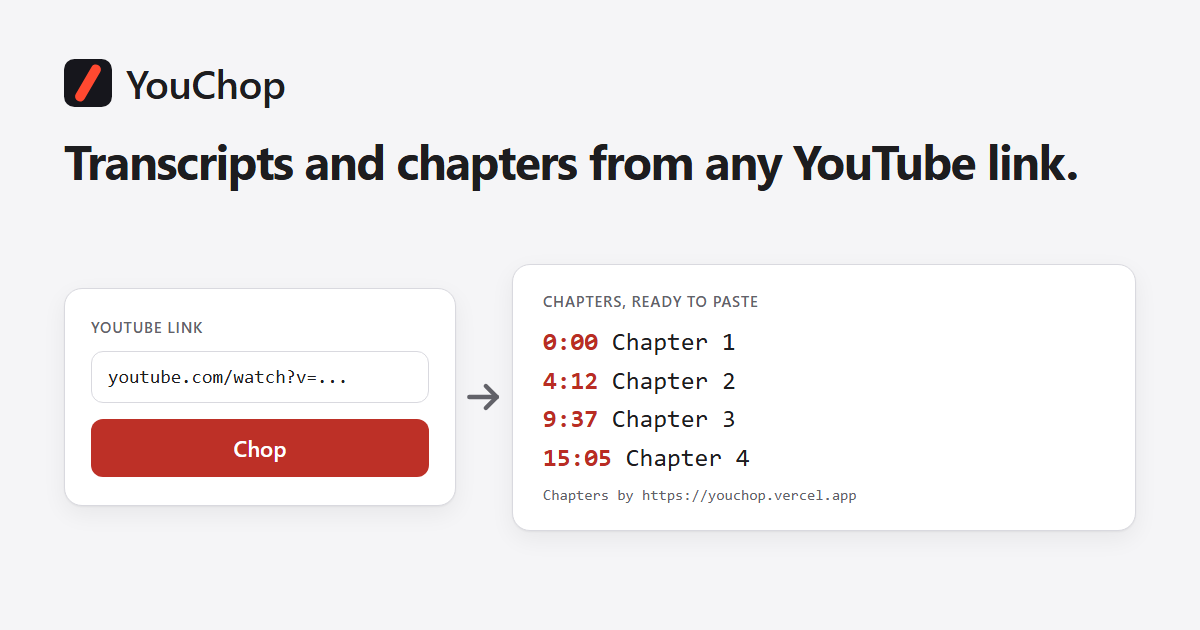 YouChop
Transcripts and chapters from any YouTube link.
YOUTUBE LINK
youtube.com/watch?v=...
Chop
CHAPTERS, READY TO PASTE
0:00 Chapter 1
4:12 Chapter 2
9:37 Chapter 3
15:05 Chapter 4
Chapters by https://youchop.vercel.app